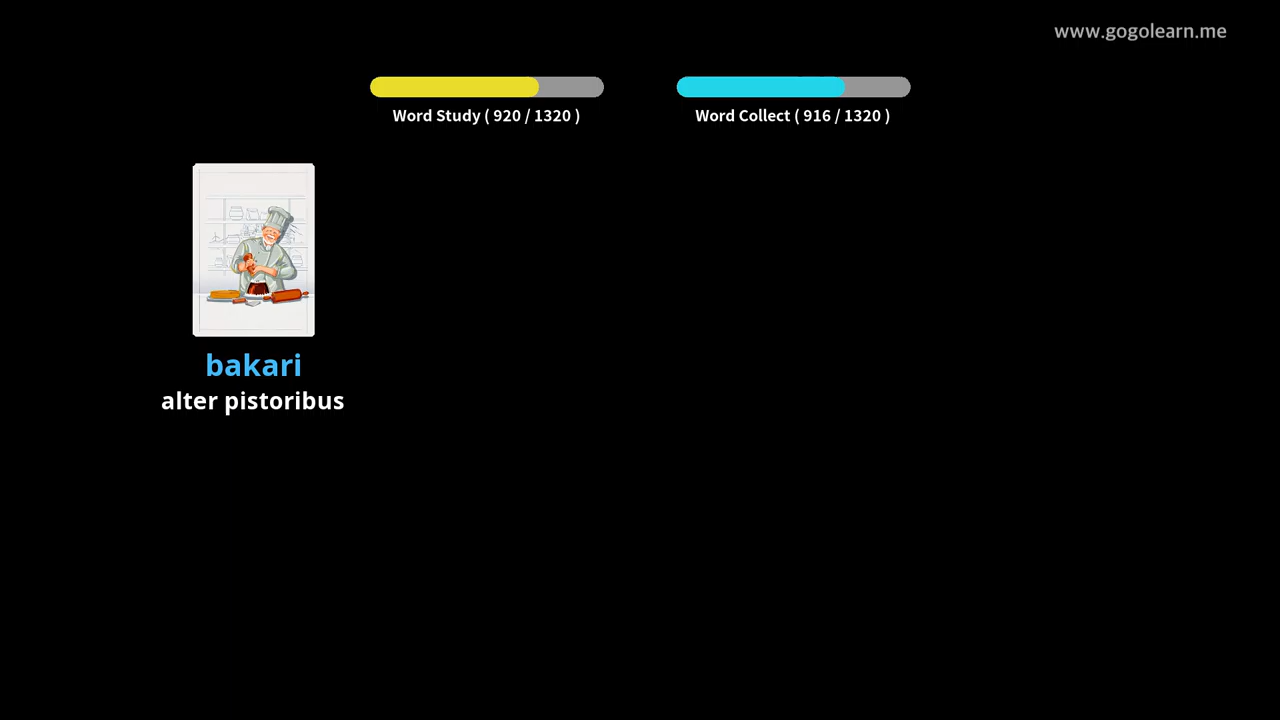 www.gogolearn.me
Word Study ( 920 / 1320 )
Word Collect ( 916 / 1320 )
bakari
alter pistoribus